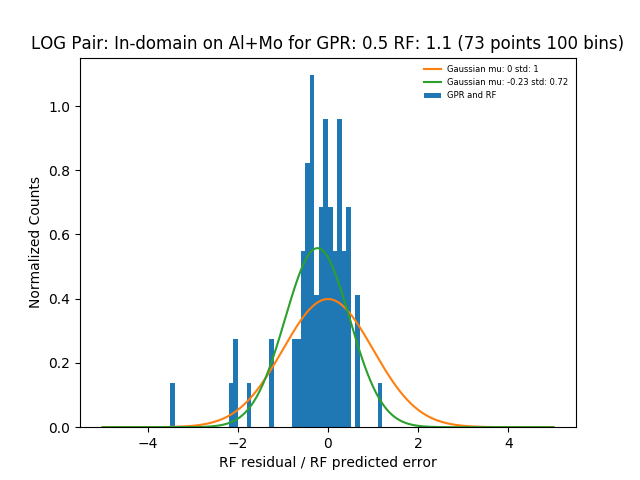 LOG Pair: In-domain on Al+Mo for GPR: 0.5 RF: 1.1 (73 points 100 bins)
Gaussian mu: 0 std: 1
Gaussian mu: -0.23 std: 0.72
GPR and RF
Normalized Counts
1.0
0.8
0.6
0.4
0.2
0.0
−4 −2 0 2 4
RF residual / RF predicted error